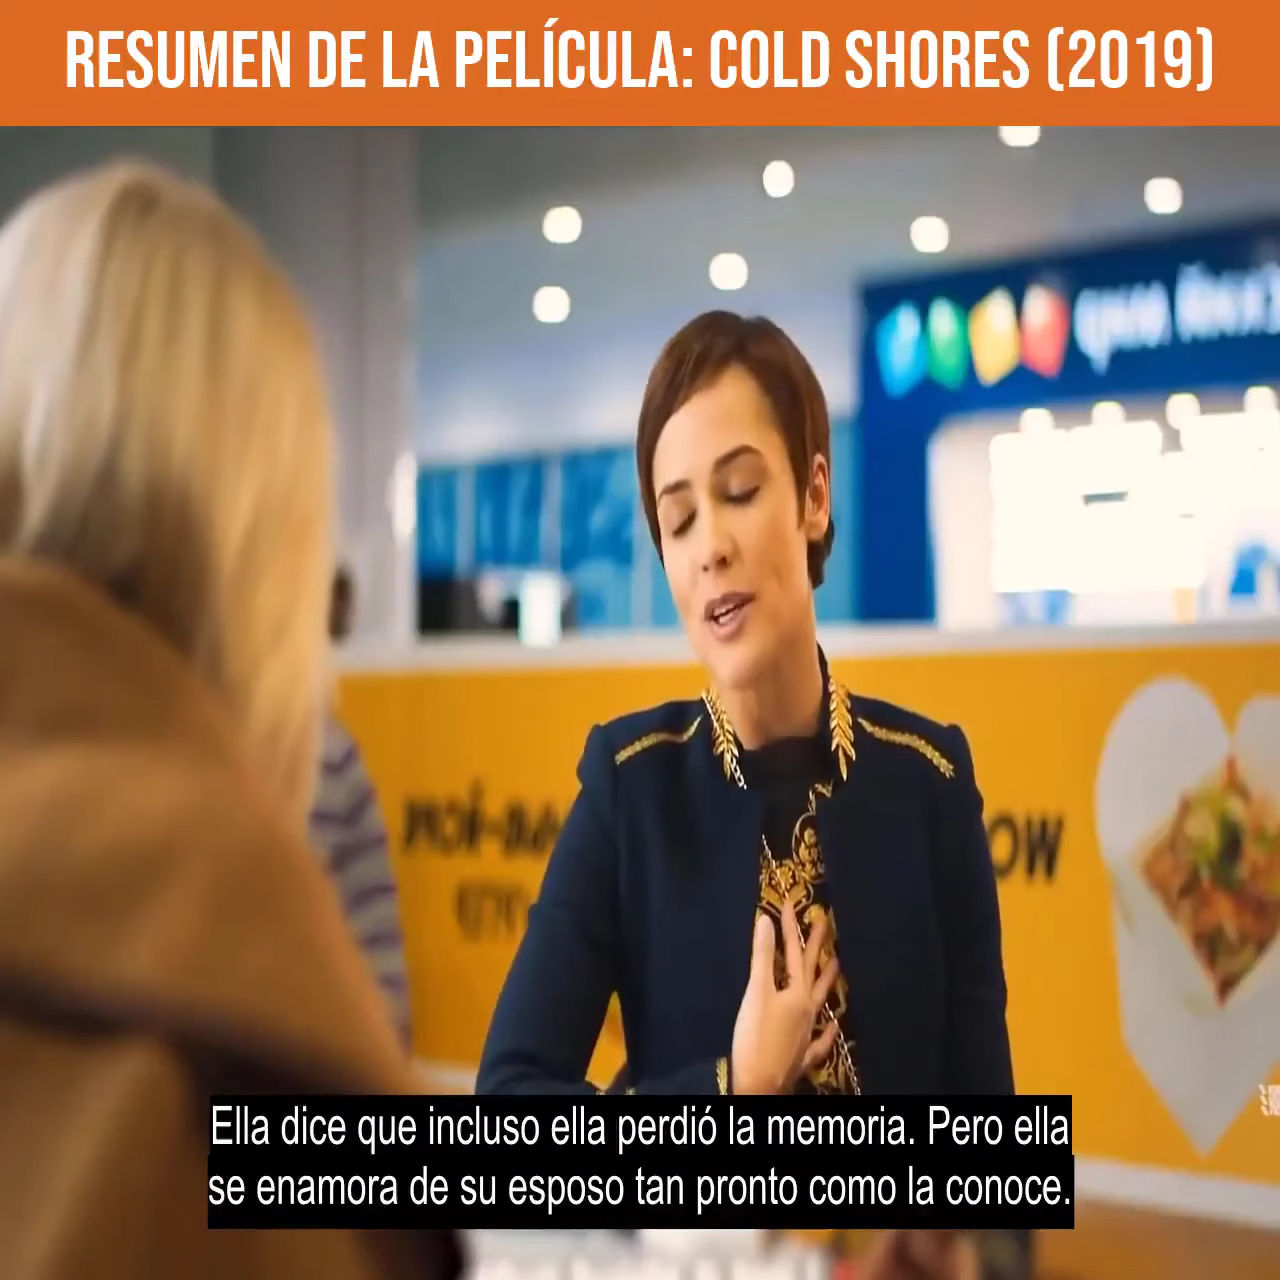 RESUMEN DE LA PELÍCULA: COLD SHORES (2019)
OW
Ella dice que incluso ella perdió la memoria. Pero ella
se enamora de su esposo tan pronto como la conoce.